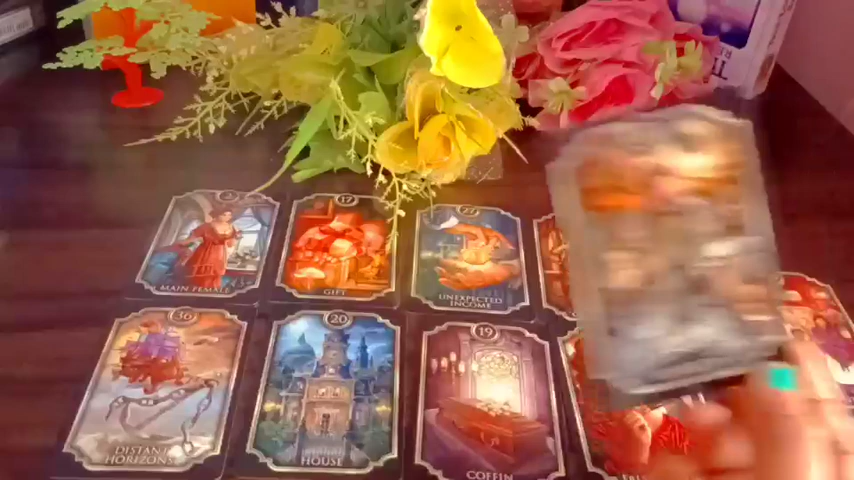 MAIN FEMALE
17
GIFT
27
UNEXPECTED
INCOME
36
DISTANT
HORIZONS
20
HOUSE
19
COFFIN